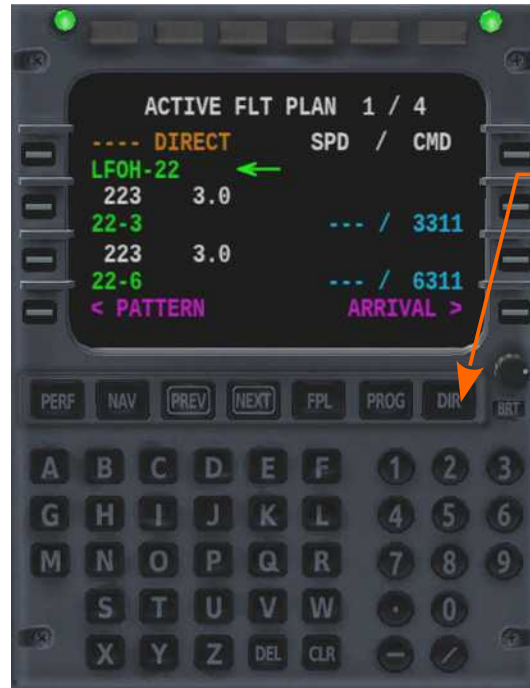 ACTIVE FLT PLAN 1 / 4
---- DIRECT SPD / CMD
LFOH-22 ←
223 3.0
22-3 --- / 3311
223 3.0
22-6 --- / 6311
< PATTERN ARRIVAL >
PERF NAV PREV NEXT FPL PROG DIR BRT
A B C D E F 1 2 3
G H I J K L 4 5 6
M N O P Q R 7 8 9
S T U V W · 0
X Y Z DEL CLR − /